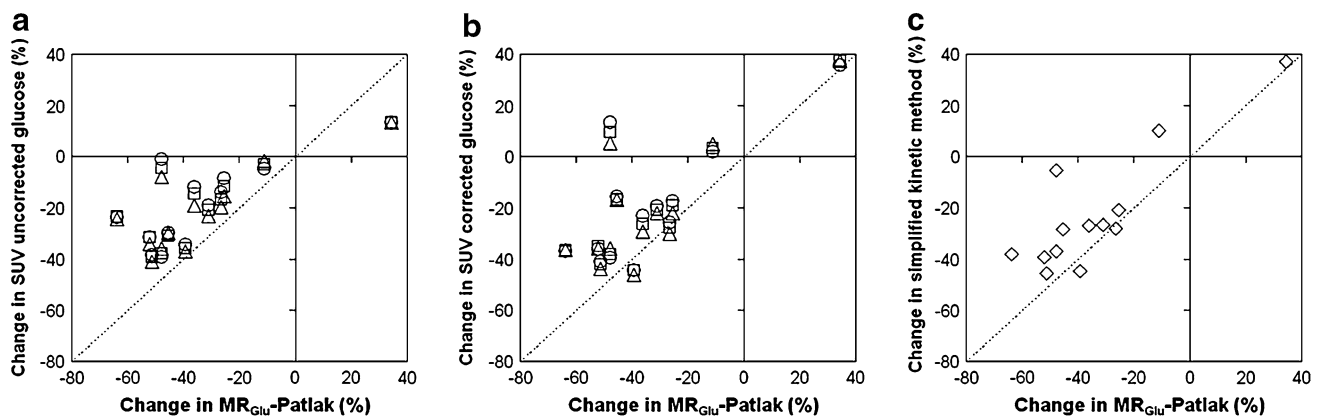 a
Change in SUV uncorrected glucose (%)
40
20
0
-20
-40
-60
-80
-80 -60 -40 -20 0 20 40
Change in MRGlu-Patlak (%)
b
Change in SUV corrected glucose (%)
40
20
0
-20
-40
-60
-80
-80 -60 -40 -20 0 20 40
Change in MRGlu-Patlak (%)
c
Change in simplified kinetic method (%)
40
20
0
-20
-40
-60
-80
-80 -60 -40 -20 0 20 40
Change in MRGlu-Patlak (%)